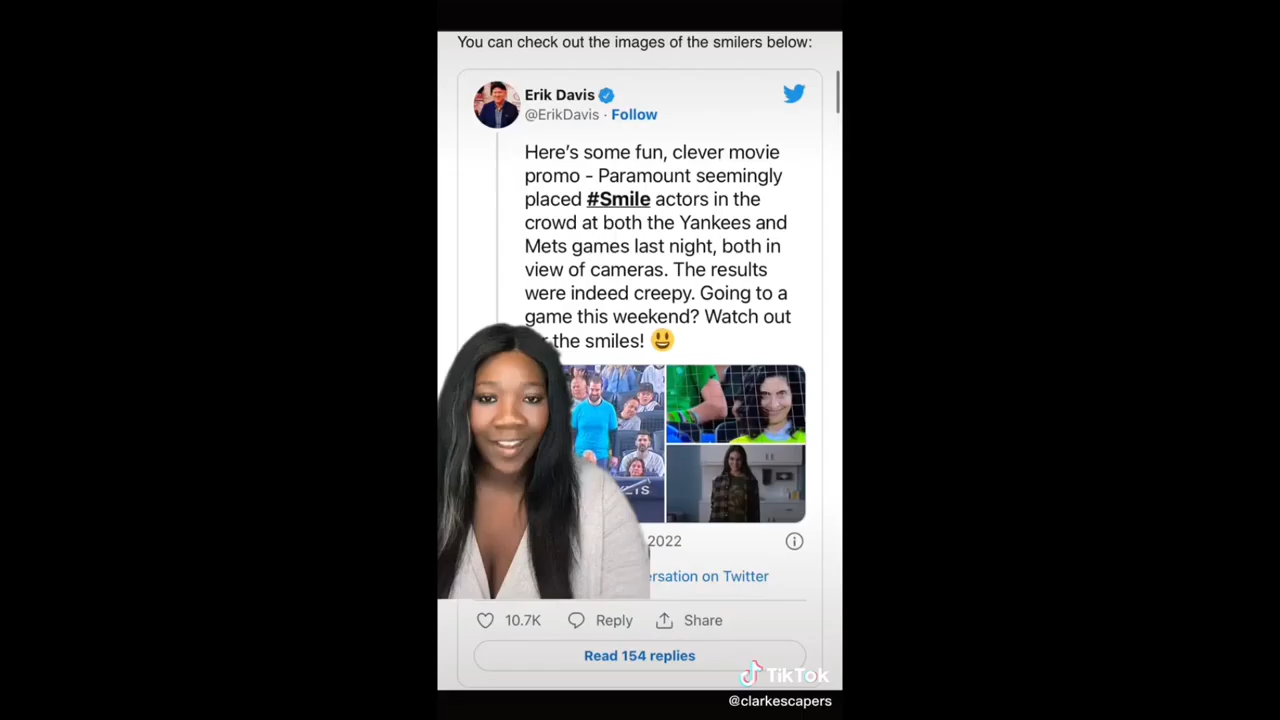 You can check out the images of the smilers below:
Erik Davis
@ErikDavis · Follow
Here's some fun, clever movie
promo - Paramount seemingly
placed #Smile actors in the
crowd at both the Yankees and
Mets games last night, both in
view of cameras. The results
were indeed creepy. Going to a
game this weekend? Watch out
the smiles! 😃
2022
on Twitter
10.7K Reply Share
Read 154 replies
TikTok
@clarkescapers